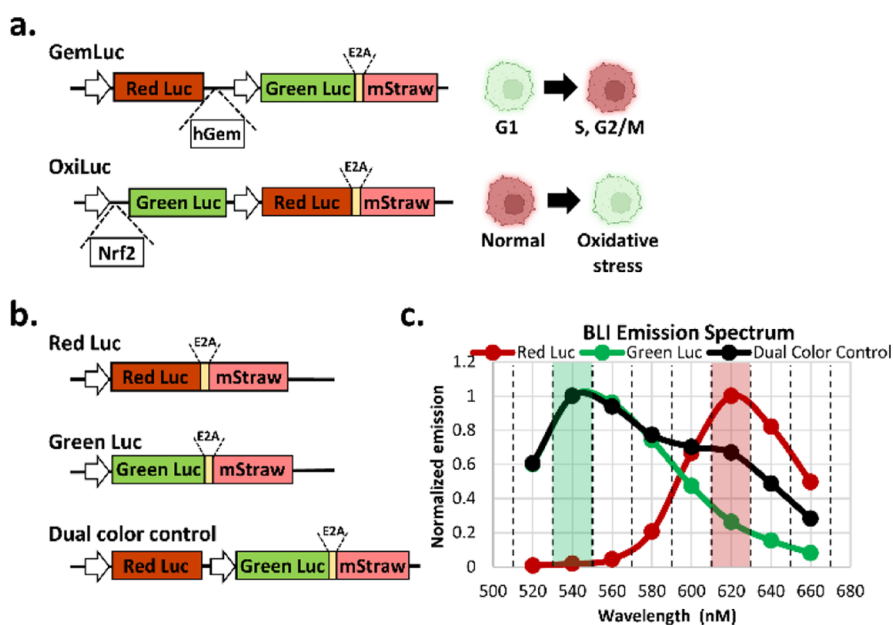 a.
GemLuc
E2A
Red Luc
Green Luc
mStraw
hGem
G1
S, G2/M
OxiLuc
E2A
Green Luc
Red Luc
mStraw
Nrf2
Normal
Oxidative
stress
b.
Red Luc
E2A
Red Luc
mStraw
Green Luc
E2A
Green Luc
mStraw
Dual color control
E2A
Red Luc
Green Luc
mStraw
c.
BLI Emission Spectrum
Red Luc Green Luc Dual Color Control
Normalized emission
1.2
1
0.8
0.6
0.4
0.2
0
500 520 540 560 580 600 620 640 660 680
Wavelength (nM)